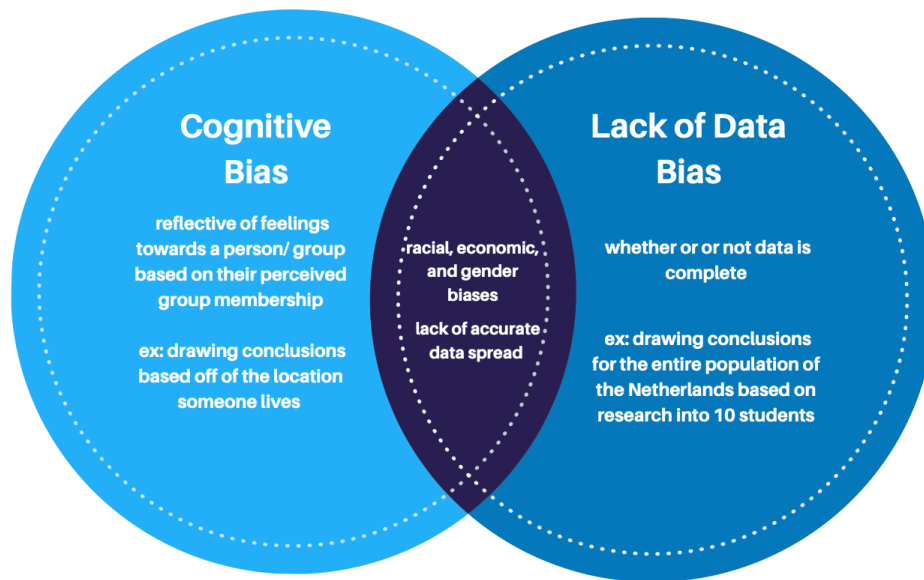 Cognitive
Bias
reflective of feelings
towards a person/ group
based on their perceived
group membership
ex: drawing conclusions
based off of the location
someone lives
racial, economic,
and gender
biases
lack of accurate
data spread
Lack of Data
Bias
whether or or not data is
complete
ex: drawing conclusions
for the entire population of
the Netherlands based on
research into 10 students